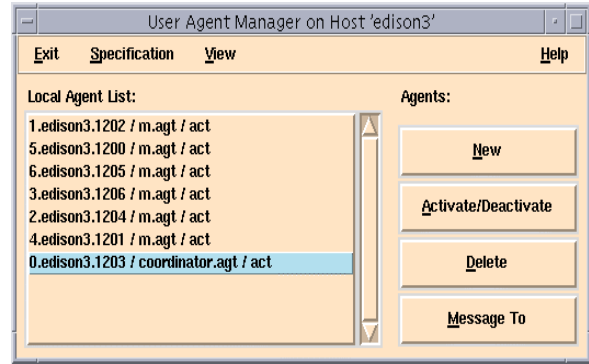 User Agent Manager on Host 'edison3'
Exit Specification View Help
Local Agent List:
1.edison3.1202 / m.agt / act
5.edison3.1200 / m.agt / act
6.edison3.1205 / m.agt / act
3.edison3.1206 / m.agt / act
2.edison3.1204 / m.agt / act
4.edison3.1201 / m.agt / act
0.edison3.1203 / coordinator.agt / act
Agents:
New
Activate/Deactivate
Delete
Message To